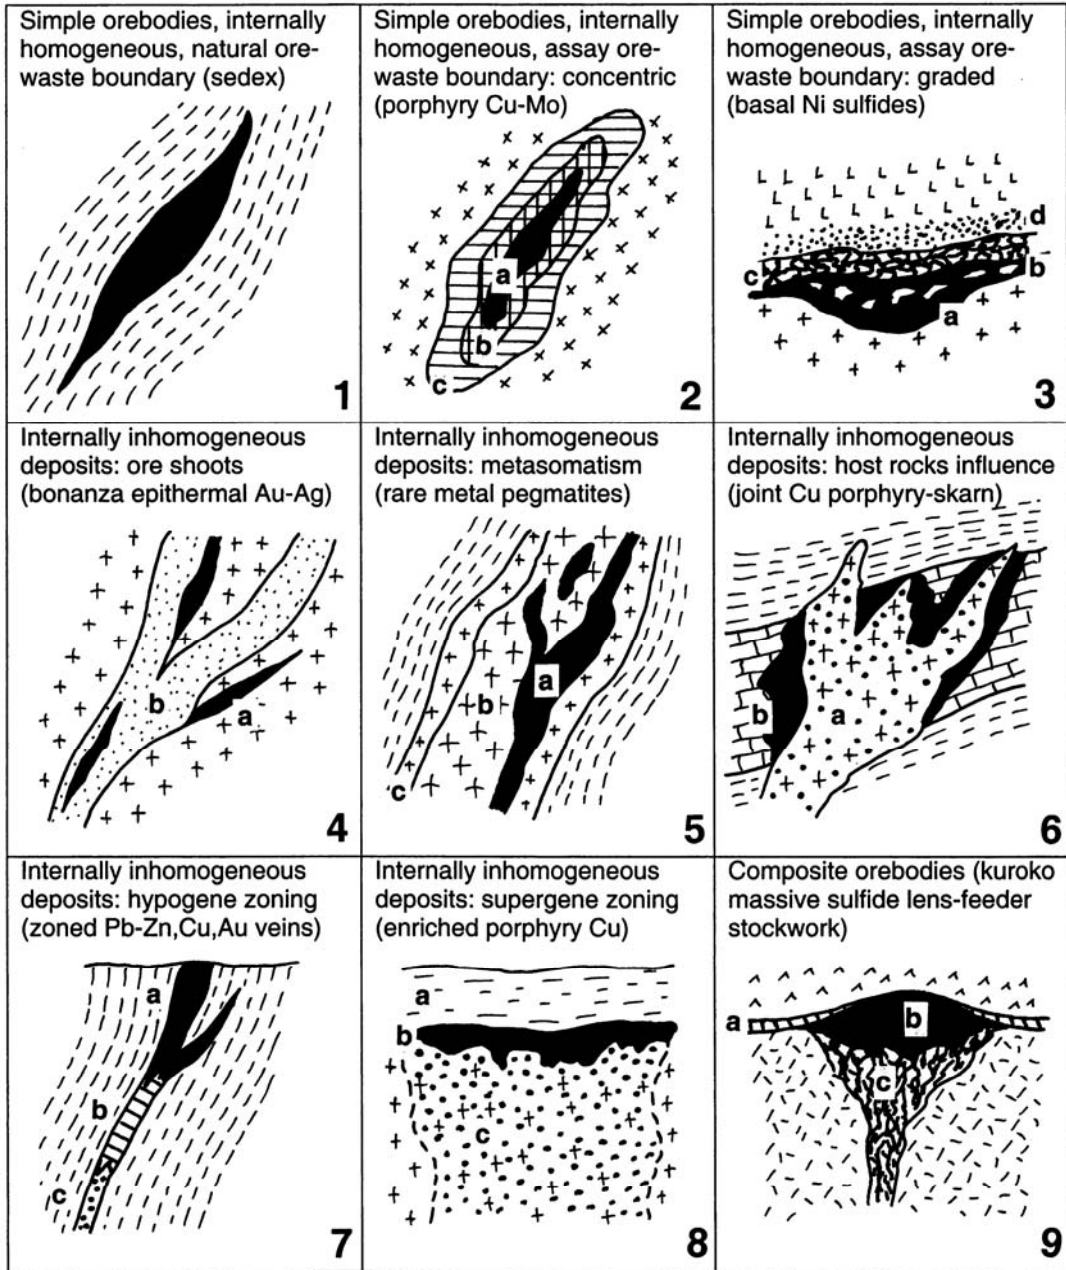 Simple orebodies, internally
homogeneous, natural ore-
waste boundary (sedex)
1
Simple orebodies, internally
homogeneous, assay ore-
waste boundary: concentric
(porphyry Cu-Mo)
a
b
c
2
Simple orebodies, internally
homogeneous, assay ore-
waste boundary: graded
(basal Ni sulfides)
d
c
b
a
3
Internally inhomogeneous
deposits: ore shoots
(bonanza epithermal Au-Ag)
b
a
4
Internally inhomogeneous
deposits: metasomatism
(rare metal pegmatites)
a
b
c
5
Internally inhomogeneous
deposits: host rocks influence
(joint Cu porphyry-skarn)
b
a
6
Internally inhomogeneous
deposits: hypogene zoning
(zoned Pb-Zn,Cu,Au veins)
a
b
c
7
Internally inhomogeneous
deposits: supergene zoning
(enriched porphyry Cu)
a
b
c
8
Composite orebodies (kuroko
massive sulfide lens-feeder
stockwork)
a
b
c
9